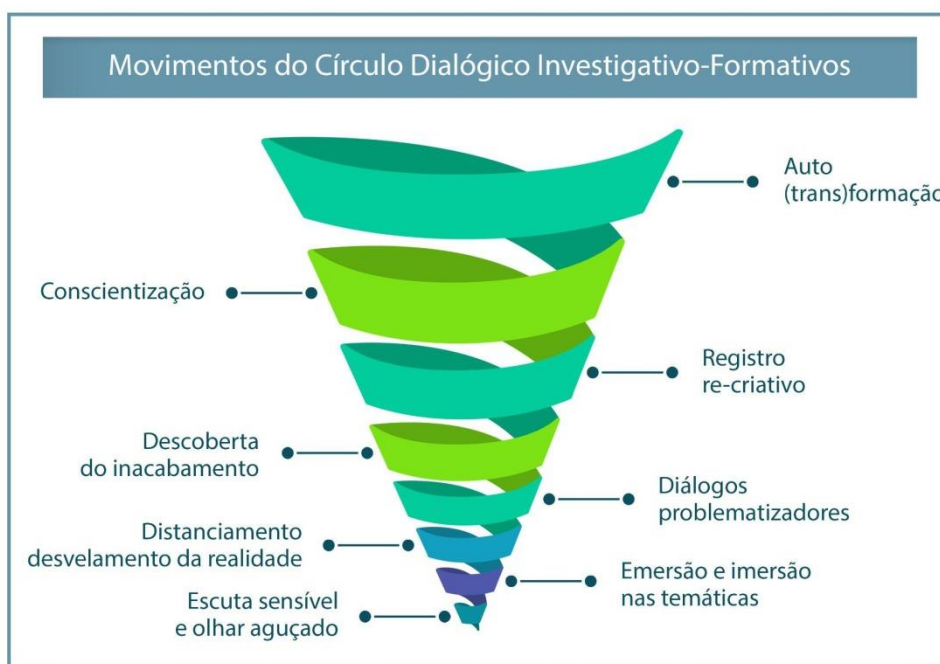 Movimentos do Círculo Dialógico Investigativo-Formativos
Auto
(trans)formação
Conscientização
Registro
re-criativo
Descoberta
do inacabamento
Diálogos
problematizadores
Distanciamento
desvelamento da realidade
Emersão e imersão
nas temáticas
Escuta sensível
e olhar aguçado